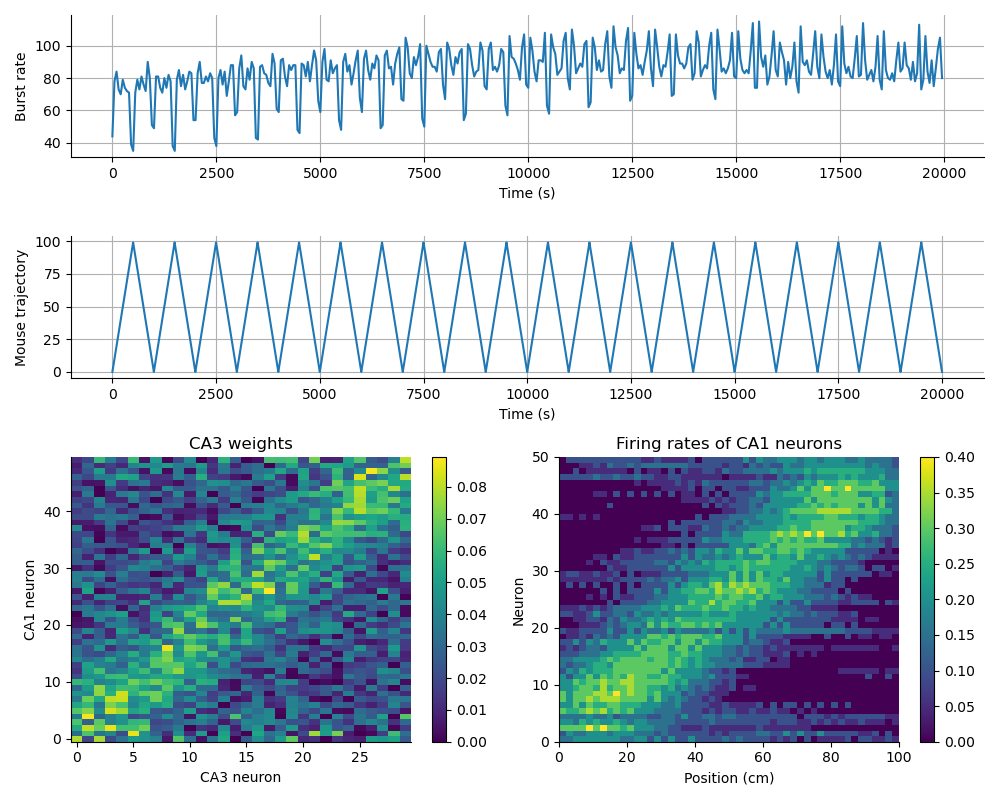 Burst rate
100
80
60
40
0 2500 5000 7500 10000 12500 15000 17500 20000
Time (s)
Mouse trajectory
100
75
50
25
0
0 2500 5000 7500 10000 12500 15000 17500 20000
Time (s)
CA3 weights
CA1 neuron
40
30
20
10
0
0 5 10 15 20 25
CA3 neuron
0.08
0.07
0.06
0.05
0.04
0.03
0.02
0.01
0.00
Firing rates of CA1 neurons
Neuron
50
40
30
20
10
0
0 20 40 60 80 100
Position (cm)
0.40
0.35
0.30
0.25
0.20
0.15
0.10
0.05
0.00